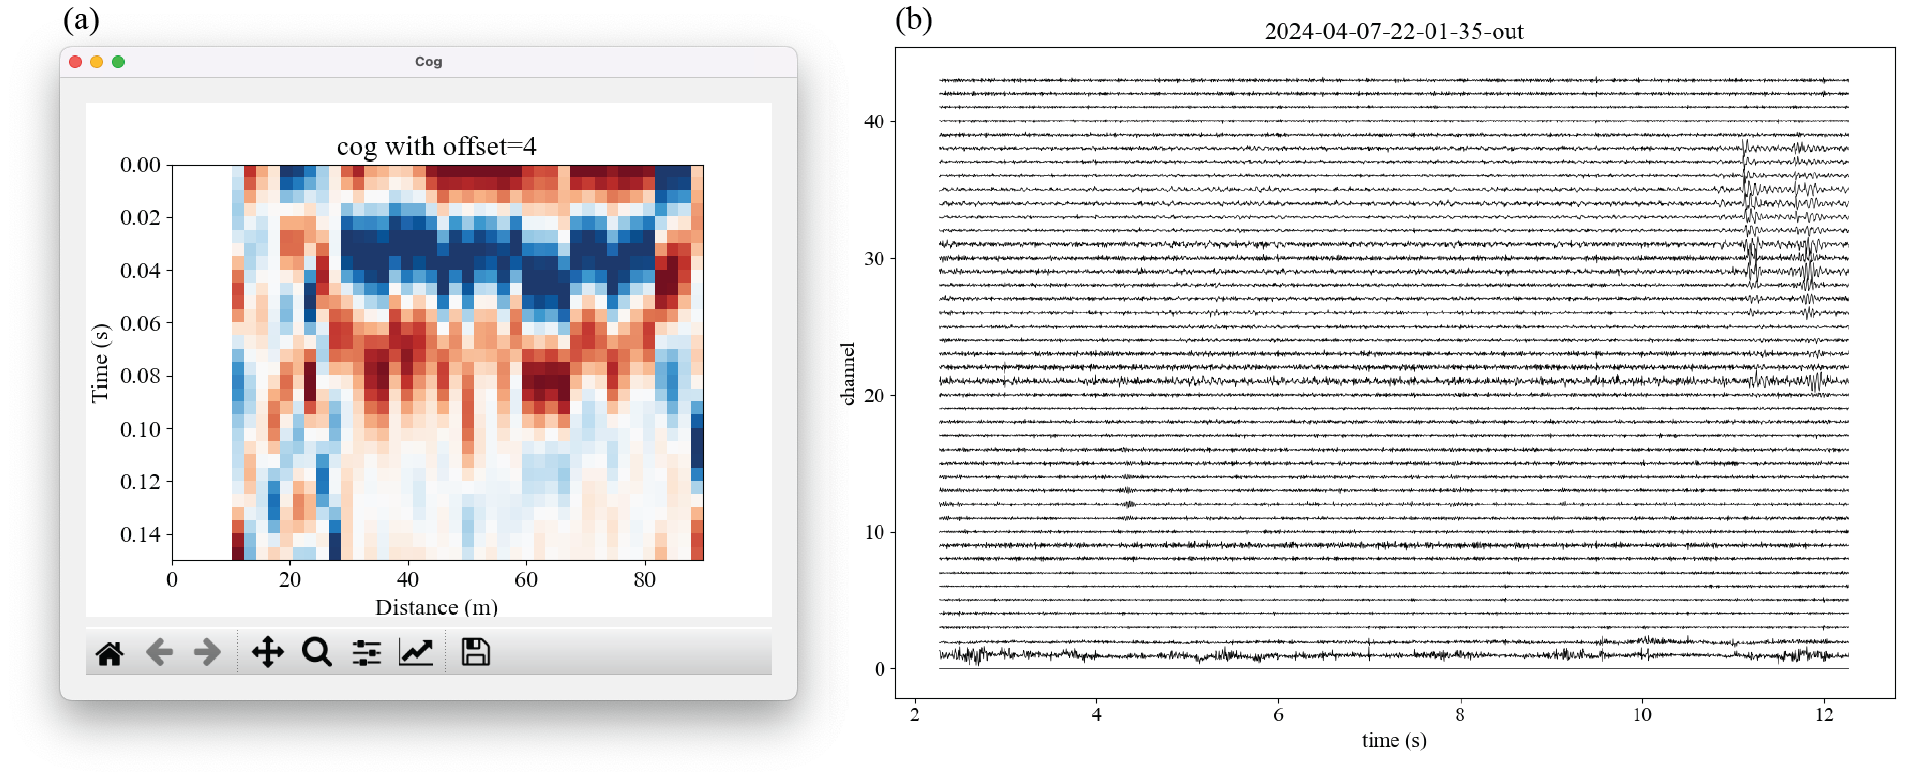 (a)
Cog
cog with offset=4
0.00
0.02
0.04
0.06
0.08
0.10
0.12
0.14
Time (s)
0 20 40 60 80
Distance (m)
(b)
2024-04-07-22-01-35-out
40
30
20
10
0
channel
2 4 6 8 10 12
time (s)